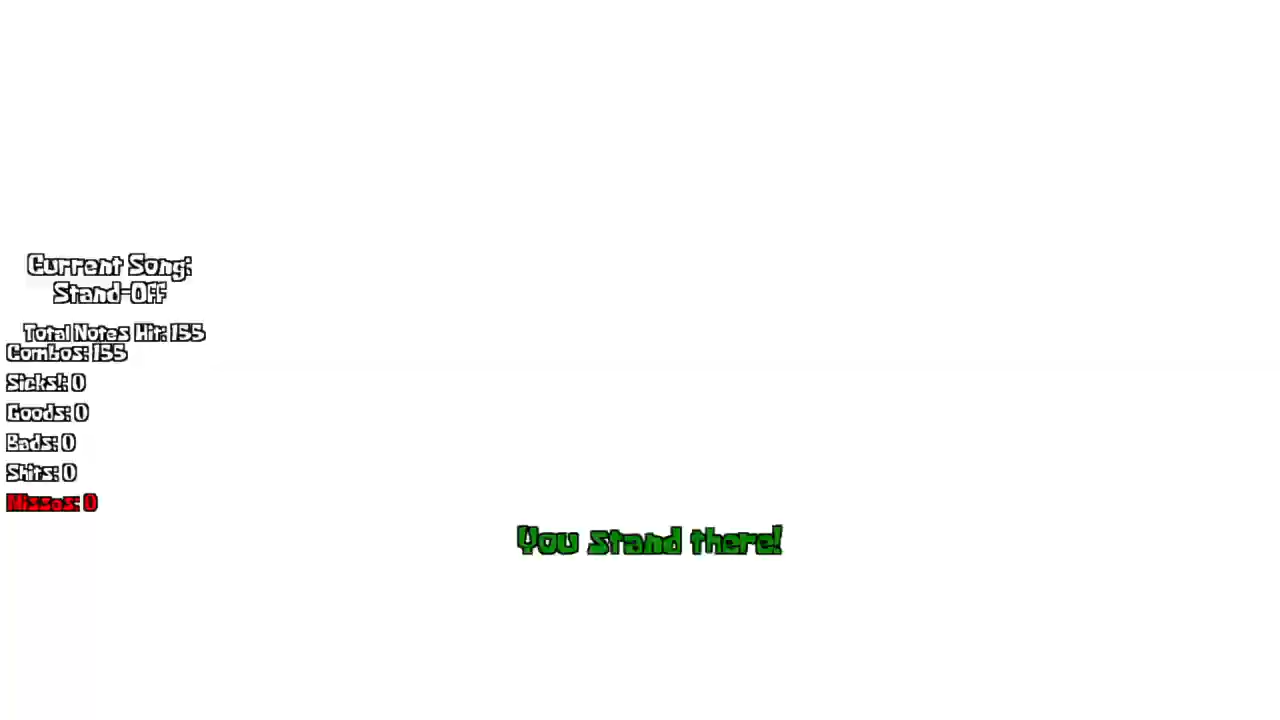 Current Song:
Stand-Off
Total Notes Hit: 155
Combos: 155
Sicks!: 0
Goods: 0
Bads: 0
Shits: 0
Misses: 0
You stand there!